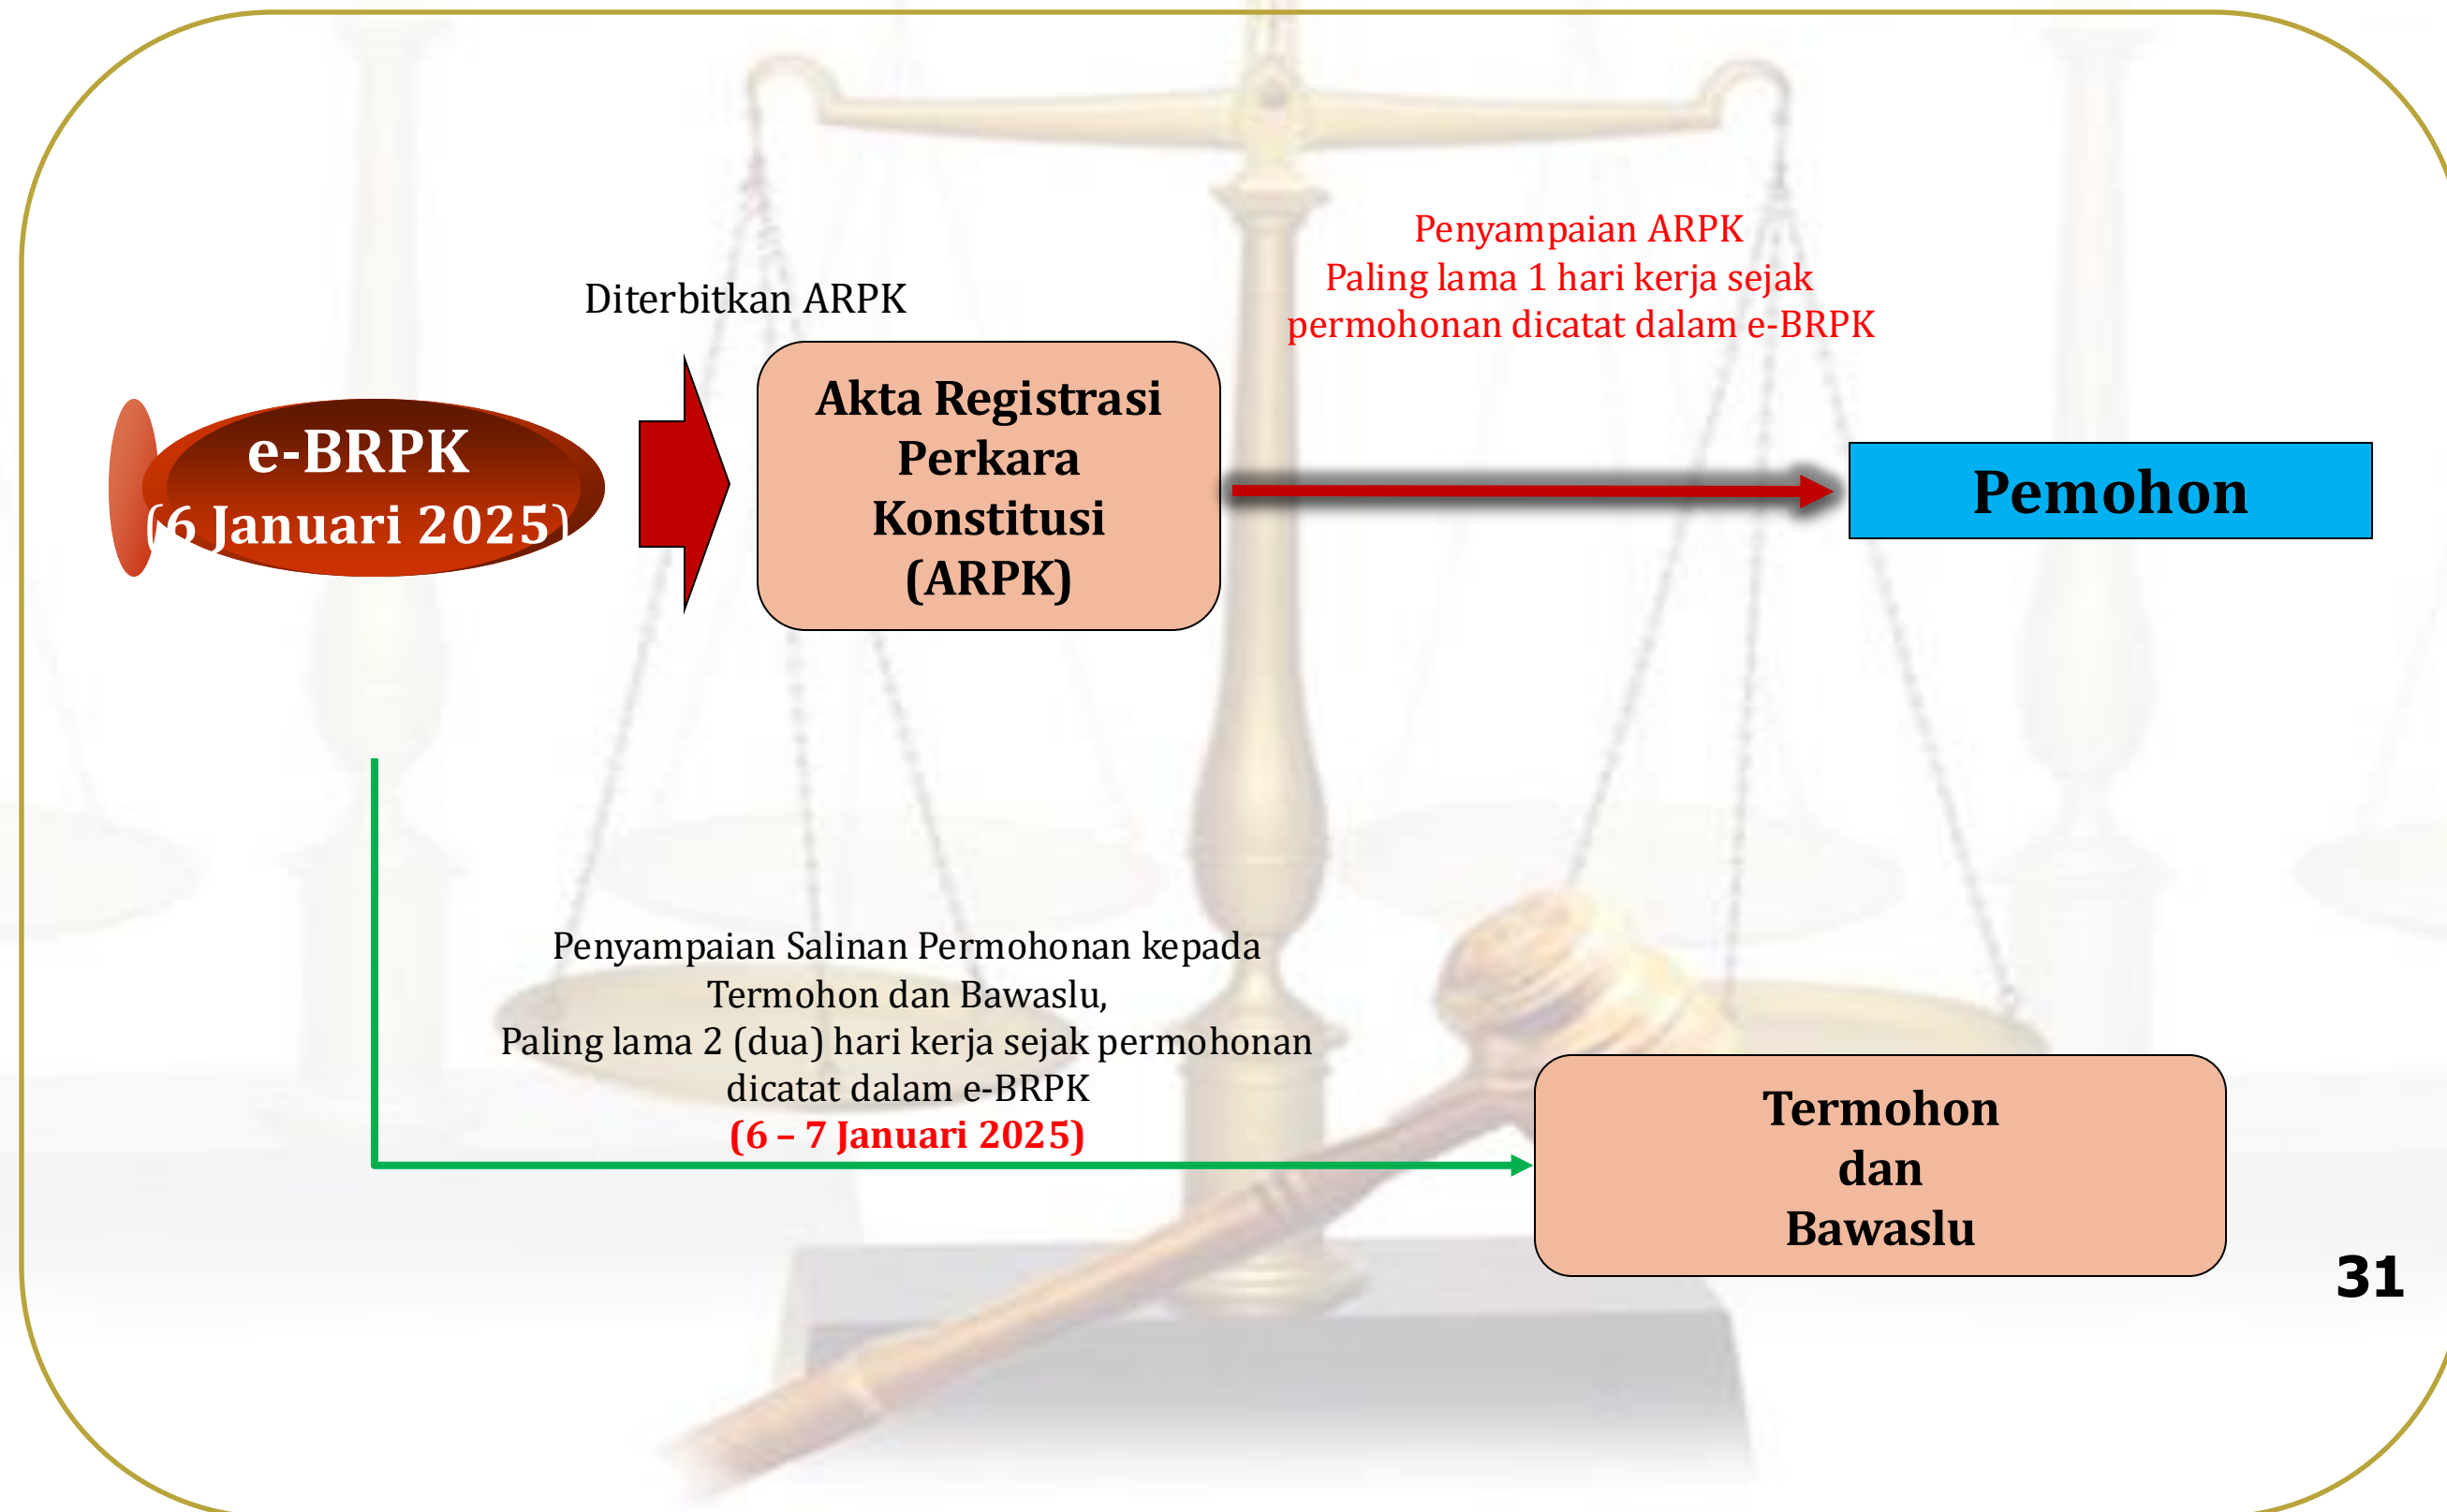 Penyampaian ARPK
Paling lama 1 hari kerja sejak
permohonan dicatat dalam e-BRPK
Diterbitkan ARPK
e-BRPK
(6 Januari 2025)
Akta Registrasi
Perkara
Konstitusi
(ARPK)
Pemohon
Penyampaian Salinan Permohonan kepada
Termohon dan Bawaslu,
Paling lama 2 (dua) hari kerja sejak permohonan
dicatat dalam e-BRPK
(6 – 7 Januari 2025)
Termohon
dan
Bawaslu
31